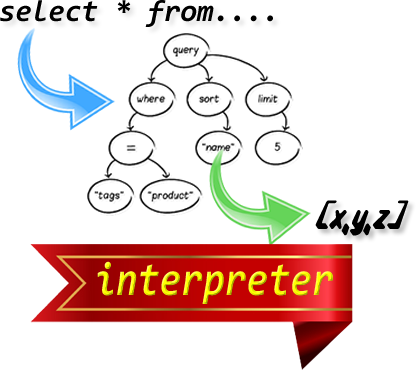 select * from....
query
where sort limit
= "name" 5
"tags" "product"
[x,y,z]
interpreter